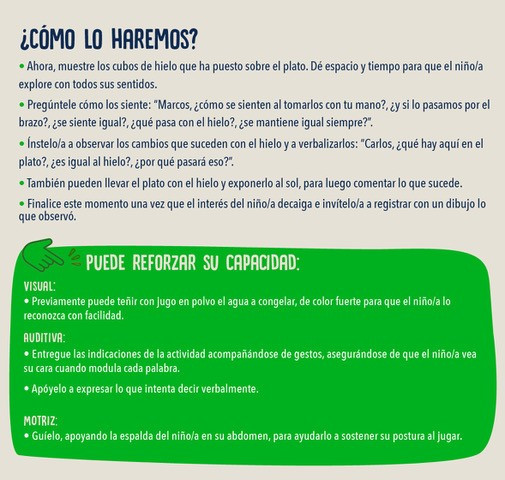 ¿CÓMO LO HAREMOS?
• Ahora, muestre los cubos de hielo que ha puesto sobre el plato. Dé espacio y tiempo para que el niño/a
explore con todos sus sentidos.
• Pregúntele cómo los siente: “Marcos, ¿cómo se sienten al tomarlos con tu mano?, ¿y si lo pasamos por el
brazo?, ¿se siente igual?, ¿qué pasa con el hielo?, ¿se mantiene igual siempre?”.
• Ínstelo/a a observar los cambios que suceden con el hielo y a verbalizarlos: “Carlos, ¿qué hay aquí en el
plato?, ¿es igual al hielo?, ¿por qué pasará eso?”.
• También pueden llevar el plato con el hielo y exponerlo al sol, para luego comentar lo que sucede.
• Finalice este momento una vez que el interés del niño/a decaiga e invítelo/a a registrar con un dibujo lo
que observó.
PUEDE REFORZAR SU CAPACIDAD:
VISUAL:
• Previamente puede teñir con jugo en polvo el agua a congelar, de color fuerte para que el niño/a lo
reconozca con facilidad.
AUDITIVA:
• Entregue las indicaciones de la actividad acompañándose de gestos, asegurándose de que el niño/a vea
su cara cuando modula cada palabra.
• Apóyelo a expresar lo que intenta decir verbalmente.
MOTRIZ:
• Guíelo, apoyando la espalda del niño/a en su abdomen, para ayudarlo a sostener su postura al jugar.